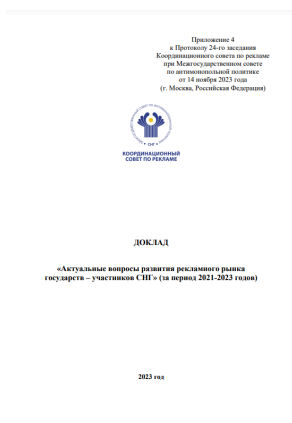 Приложение 4
к Протоколу 24-го заседания
Координационного совета по рекламе
при Межгосударственном совете
по антимонопольной политике
от 14 ноября 2023 года
(г. Москва, Российская Федерация)
СНГ
КООРДИНАЦИОННЫЙ
СОВЕТ ПО РЕКЛАМЕ
ДОКЛАД
«Актуальные вопросы развития рекламного рынка
государств – участников СНГ» (за период 2021-2023 годов)
2023 год